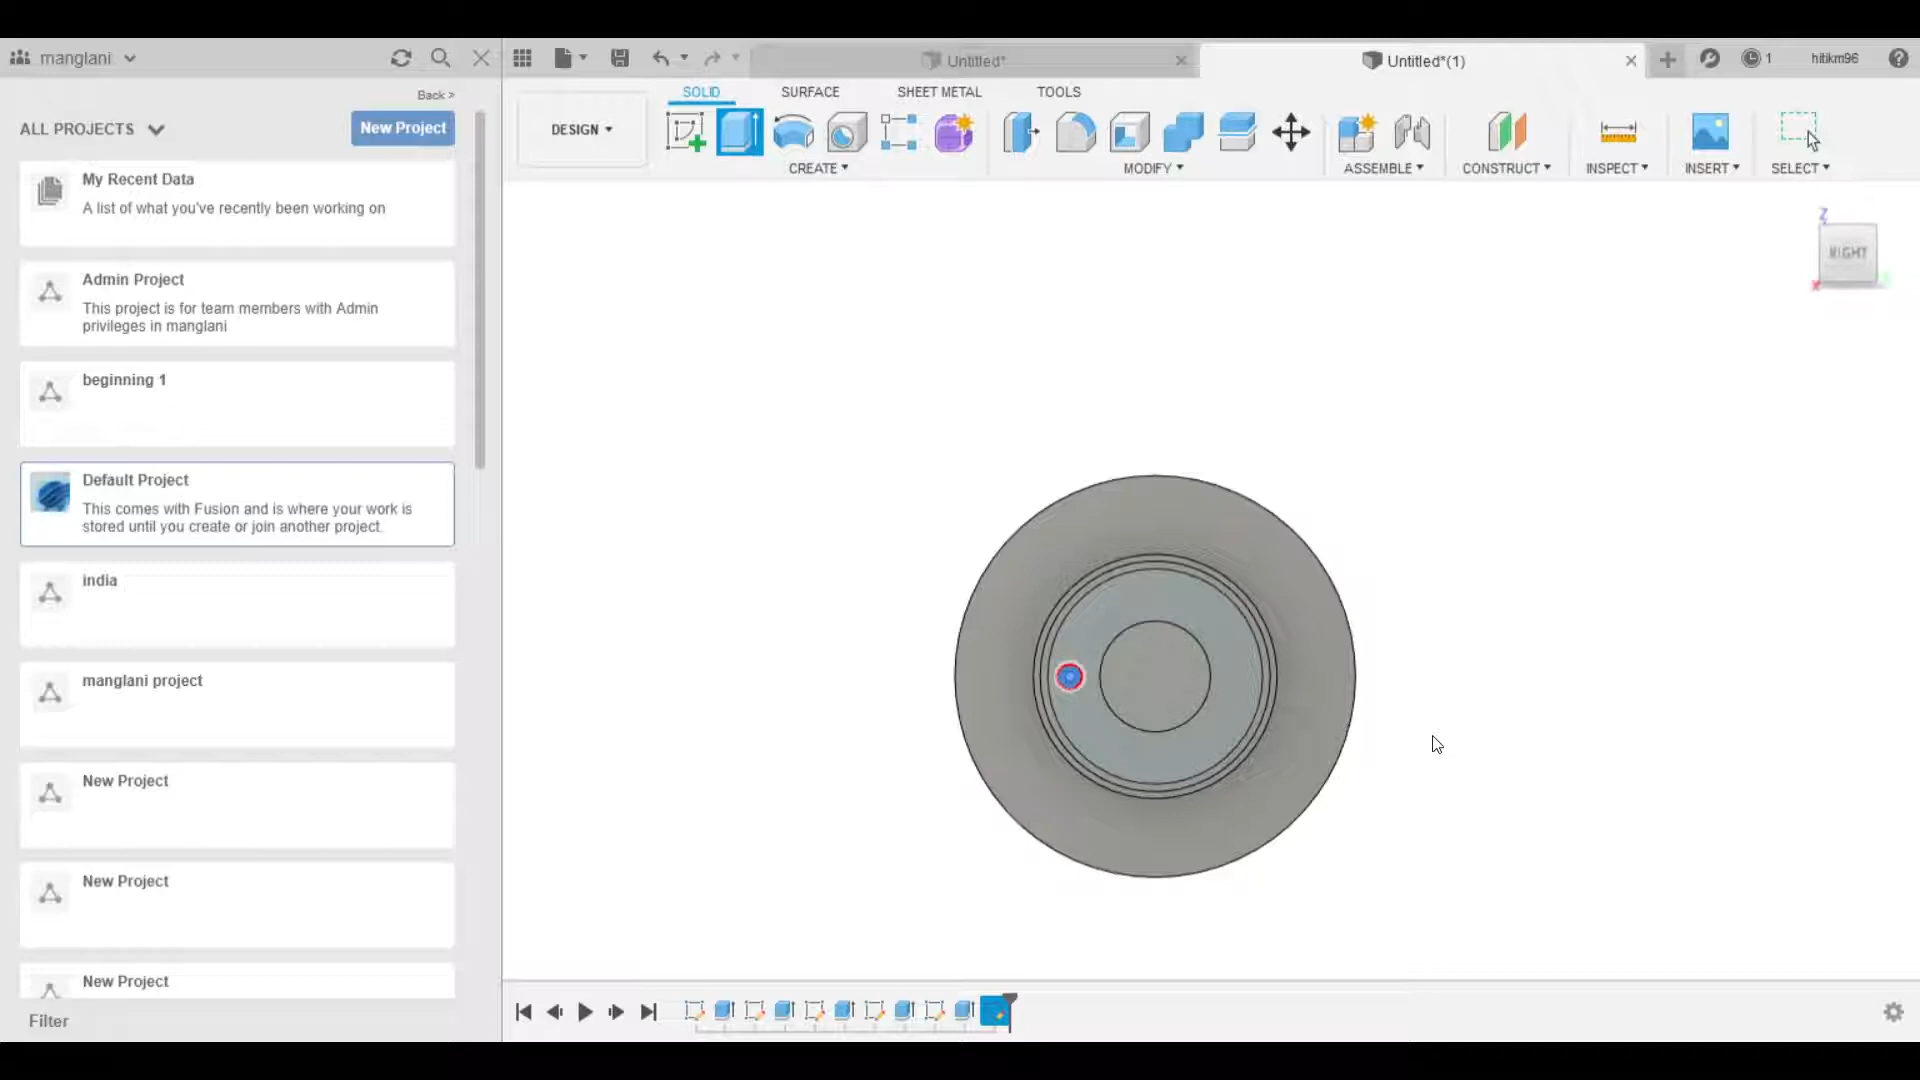 manglani
Untitled*
Untitled*(1)
1
hitikm96
Back >
ALL PROJECTS
New Project
My Recent Data
A list of what you've recently been working on
Admin Project
This project is for team members with Admin
privileges in manglani
beginning 1
Default Project
This comes with Fusion and is where your work is
stored until you create or join another project.
india
manglani project
New Project
New Project
New Project
Filter
DESIGN
SOLID
SURFACE
SHEET METAL
TOOLS
CREATE
MODIFY
ASSEMBLE
CONSTRUCT
INSPECT
INSERT
SELECT
Z
RIGHT
X